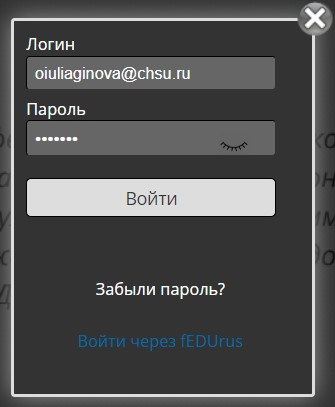 Логин
oiuliaginova@chsu.ru
Пароль
•••••••
Войти
Забыли пароль?
Войти через fEDUrus